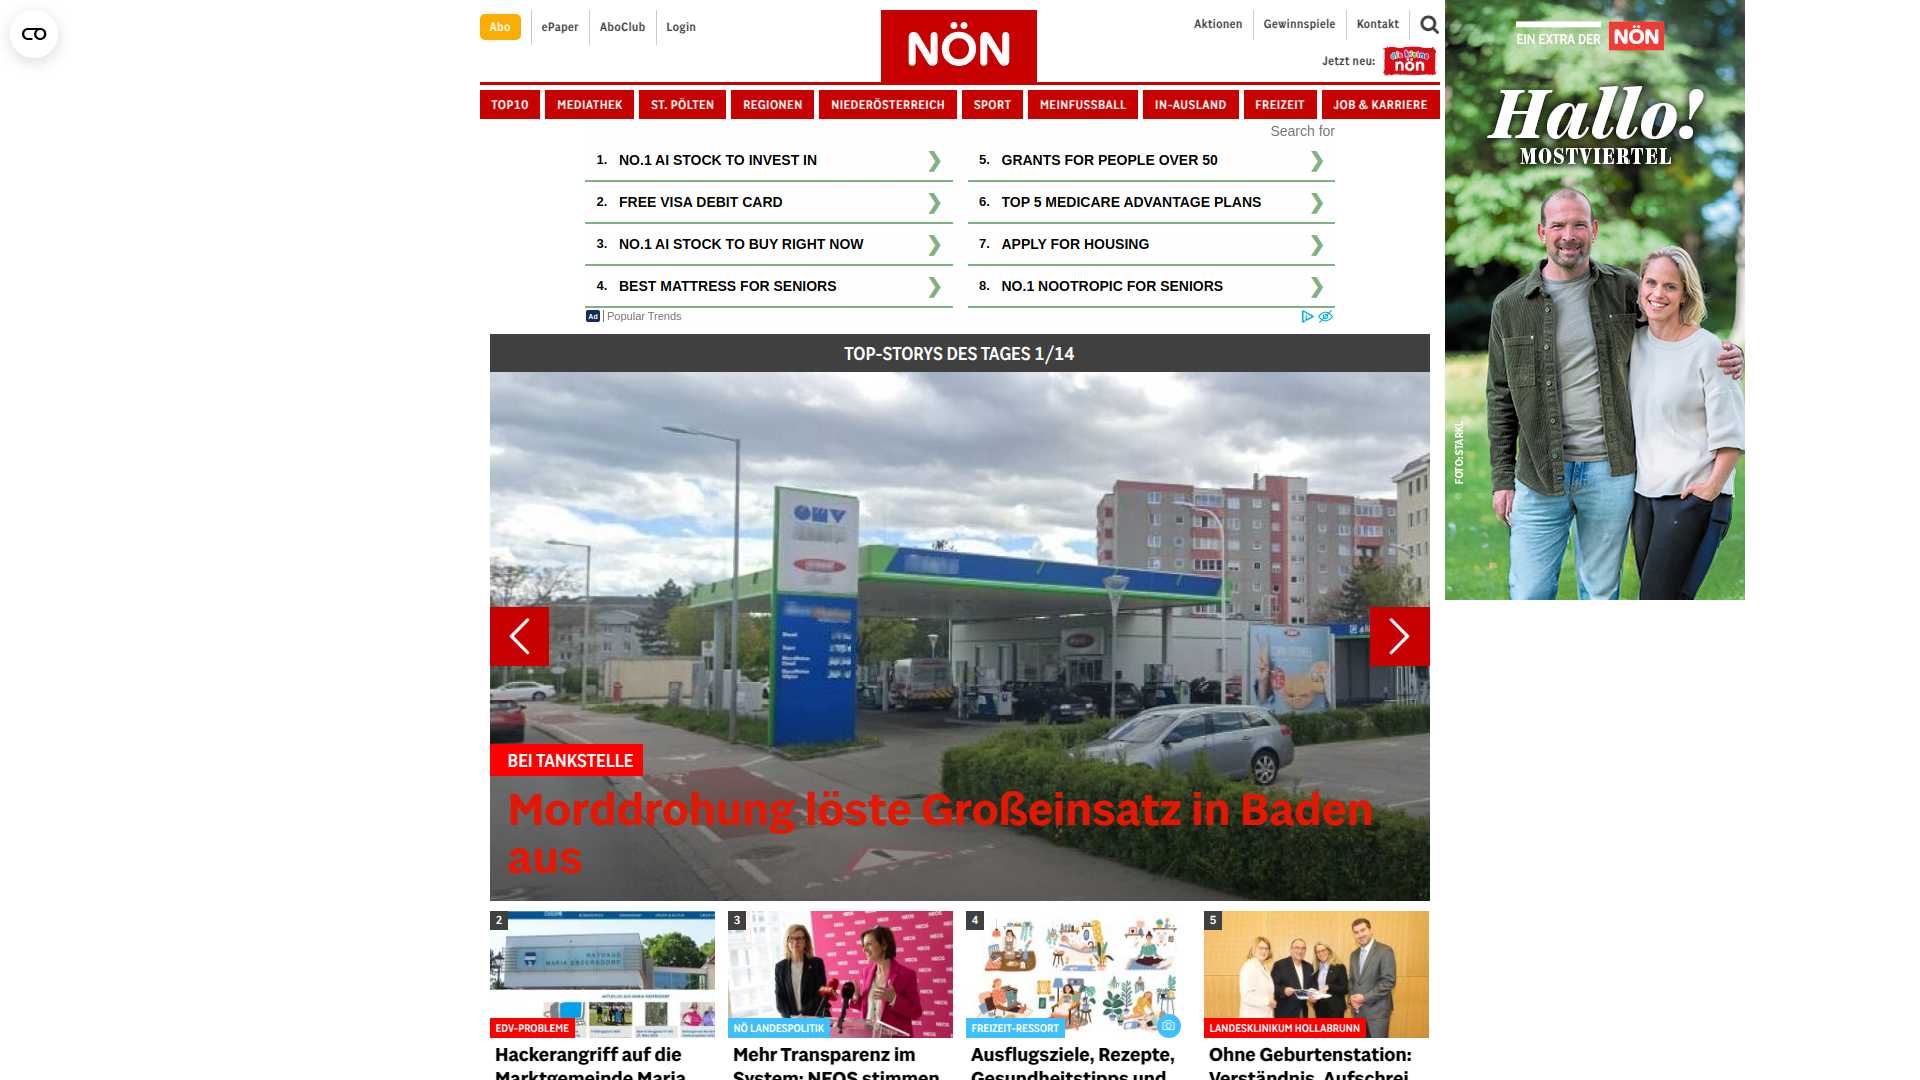 Abo
ePaper
AboClub
Login
NÖN
Aktionen
Gewinnspiele
Kontakt
Jetzt neu:
die kleine
nön
TOP10
MEDIATHEK
ST. PÖLTEN
REGIONEN
NIEDERÖSTERREICH
SPORT
MEINFUSSBALL
IN-AUSLAND
FREIZEIT
JOB & KARRIERE
Search for
1. NO.1 AI STOCK TO INVEST IN
2. FREE VISA DEBIT CARD
3. NO.1 AI STOCK TO BUY RIGHT NOW
4. BEST MATTRESS FOR SENIORS
5. GRANTS FOR PEOPLE OVER 50
6. TOP 5 MEDICARE ADVANTAGE PLANS
7. APPLY FOR HOUSING
8. NO.1 NOOTROPIC FOR SENIORS
Ad Popular Trends
EIN EXTRA DER NÖN
Hallo!
MOSTVIERTEL
FOTO: STARKL
TOP-STORYS DES TAGES 1/14
OMV
BEI TANKSTELLE
Morddrohung löste Großeinsatz in Baden
aus
2
RATHAUS
MARIA ENZERSDORF
EDV-PROBLEME
Hackerangriff auf die
Marktgemeinde Maria
3
NEOS
NÖ LANDESPOLITIK
Mehr Transparenz im
System: NEOS stimmen
4
FREIZEIT-RESSORT
Ausflugsziele, Rezepte,
Gesundheitstipps und
5
LANDESKLINIKUM HOLLABRUNN
Ohne Geburtenstation:
Verständnis, Aufschrei